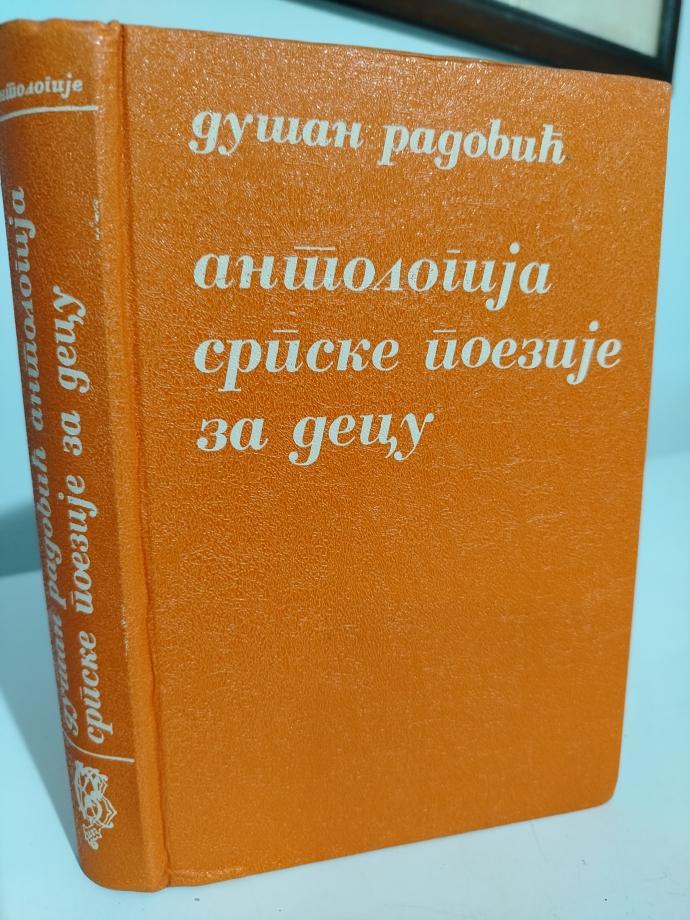 душан радовић
антологија
српске поезије
за децу
антологије
душан радовић антологија
српске поезије за децу